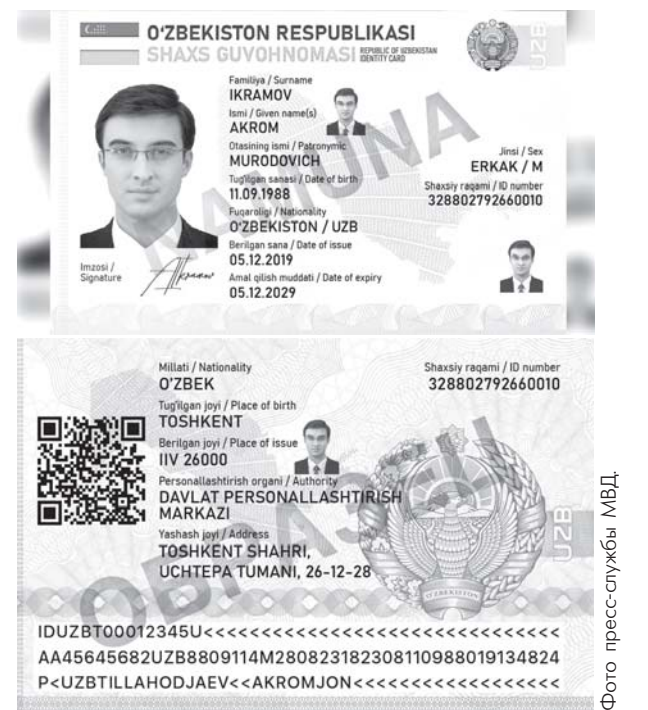 O'ZBEKISTON RESPUBLIKASI
SHAXS GUVOHNOMASI REPUBLIC OF UZBEKISTAN IDENTITY CARD
UZB
Familiya / Surname
IKRAMOV
Ismi / Given name(s)
AKROM
Otasining ismi / Patronymic
MURODOVICH
Tug'ilgan sanasi / Date of birth
11.09.1988
Fuqaroligi / Nationality
O'ZBEKISTON / UZB
Berilgan sana / Date of issue
05.12.2019
Amal qilish muddati / Date of expiry
05.12.2029
Jinsi / Sex
ERKAK / M
Shaxsiy raqami / ID number
328802792660010
Imzosi /
Signature
NAMUNA
Millati / Nationality
O'ZBEK
Tug'ilgan joyi / Place of birth
TOSHKENT
Berilgan joyi / Place of issue
IIV 26000
Personallashtirish organi / Authority
DAVLAT PERSONALLASHTIRISH
MARKAZI
Yashash joyi / Address
TOSHKENT SHAHRI,
UCHTEPA TUMANI, 26-12-28
Shaxsiy raqami / ID number
328802792660010
ОБРАЗЕЦ
O'ZBEKISTON
UZB
IDUZBT00012345U<<<<<<<<<<<<<<<<<<<<<<<<<<<<<<
AA45645682UZB8809114M28082318230811098801913482​4
P<UZBTILLAHODJAEV<<AKROMJON<<<<<<<<<<<<<<<<<<
Фото пресс-службы МВД.